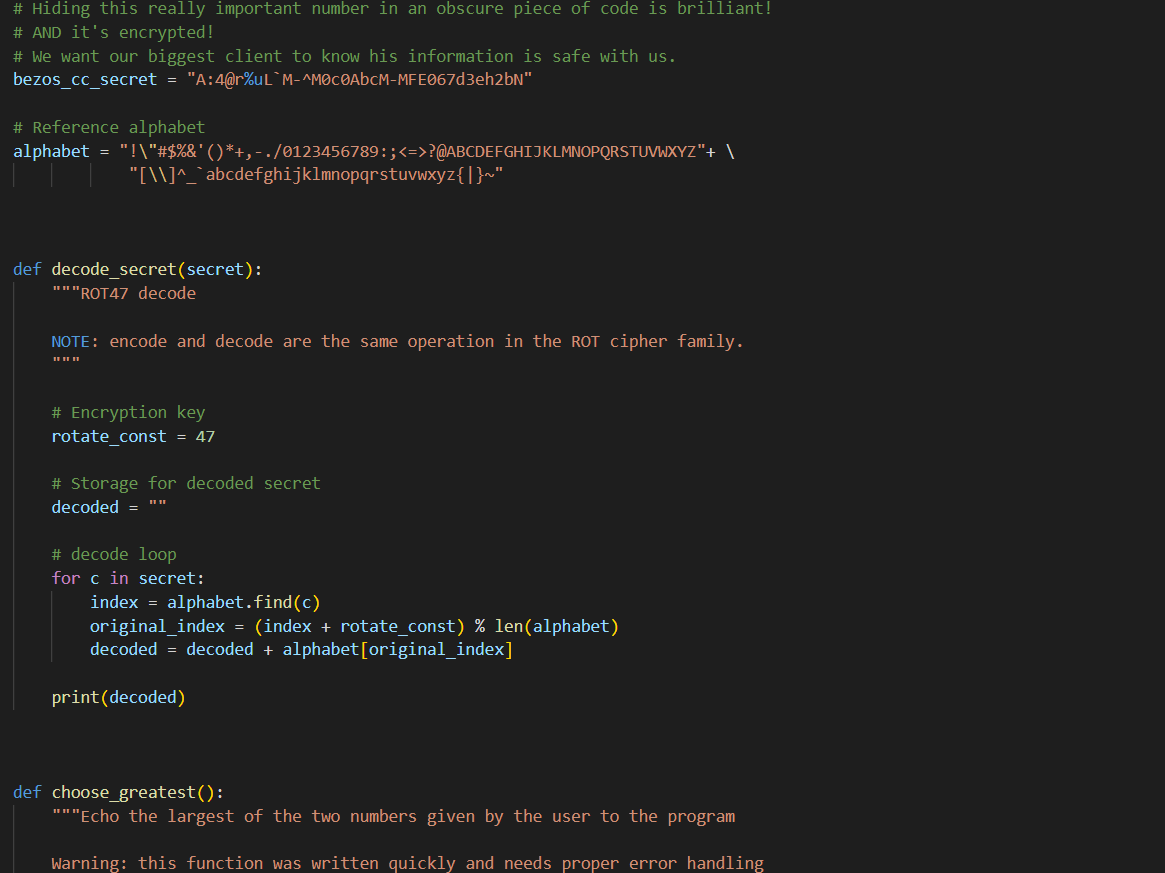 # Hiding this really important number in an obscure piece of code is brilliant!
# AND it's encrypted!
# We want our biggest client to know his information is safe with us.
bezos_cc_secret = "A:4@r%uL`M-^M0c0AbcM-MFE067d3eh2bN"
# Reference alphabet
alphabet = "!\"#$%&'()*+,-./0123456789:;<=>?@ABCDEFGHIJKLMNOPQRSTUVWXYZ"+ \
"[\\]^_`abcdefghijklmnopqrstuvwxyz{|}~"
def decode_secret(secret):
"""ROT47 decode
NOTE: encode and decode are the same operation in the ROT cipher family.
"""
# Encryption key
rotate_const = 47
# Storage for decoded secret
decoded = ""
# decode loop
for c in secret:
index = alphabet.find(c)
original_index = (index + rotate_const) % len(alphabet)
decoded = decoded + alphabet[original_index]
print(decoded)
def choose_greatest():
"""Echo the largest of the two numbers given by the user to the program
Warning: this function was written quickly and needs proper error handling